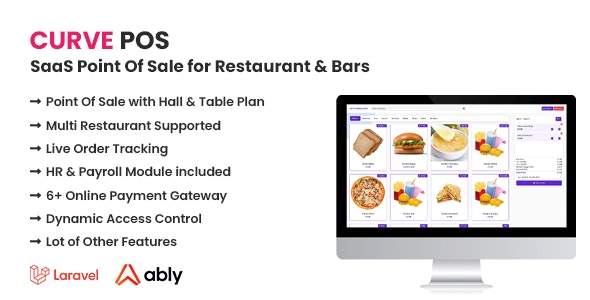 CURVE POS
SaaS Point Of Sale for Restaurant & Bars
→ Point Of Sale with Hall & Table Plan
→ Multi Restaurant Supported
→ Live Order Tracking
→ HR & Payroll Module included
→ 6+ Online Payment Gateway
→ Dynamic Access Control
→ Lot of Other Features
Laravel
ably